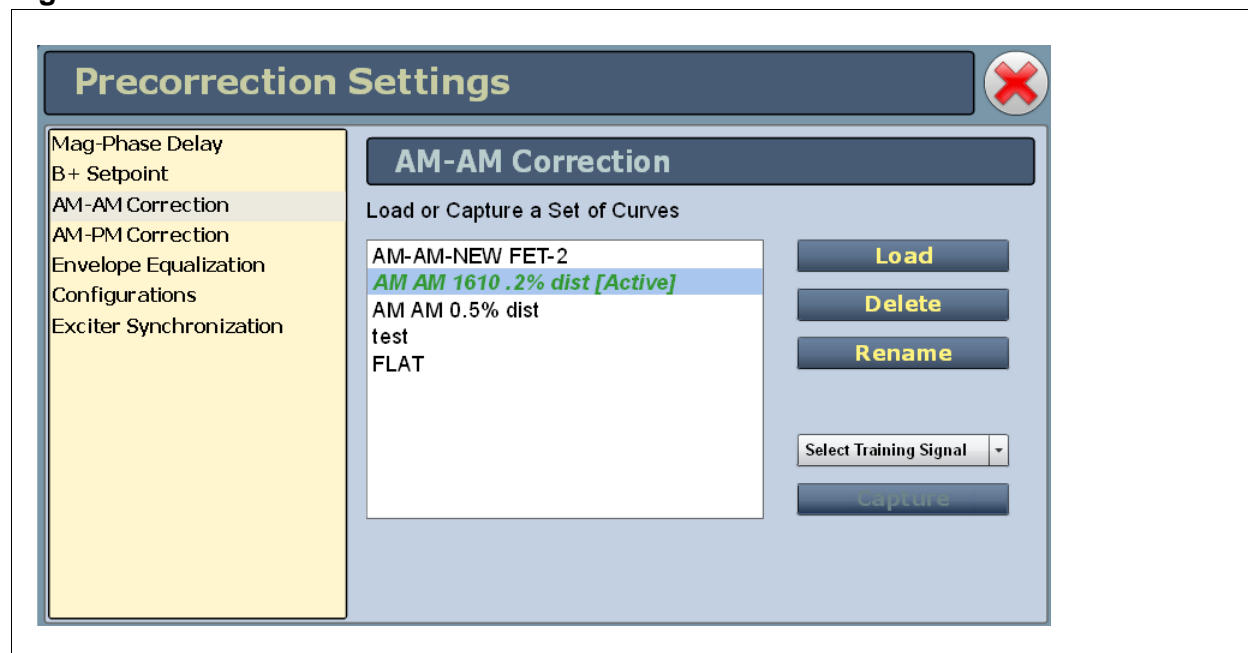 Precorrection Settings
Mag-Phase Delay
B+ Setpoint
AM-AM Correction
AM-PM Correction
Envelope Equalization
Configurations
Exciter Synchronization
AM-AM Correction
Load or Capture a Set of Curves
AM-AM-NEW FET-2
AM AM 1610 .2% dist [Active]
AM AM 0.5% dist
test
FLAT
Load
Delete
Rename
Select Training Signal
Capture